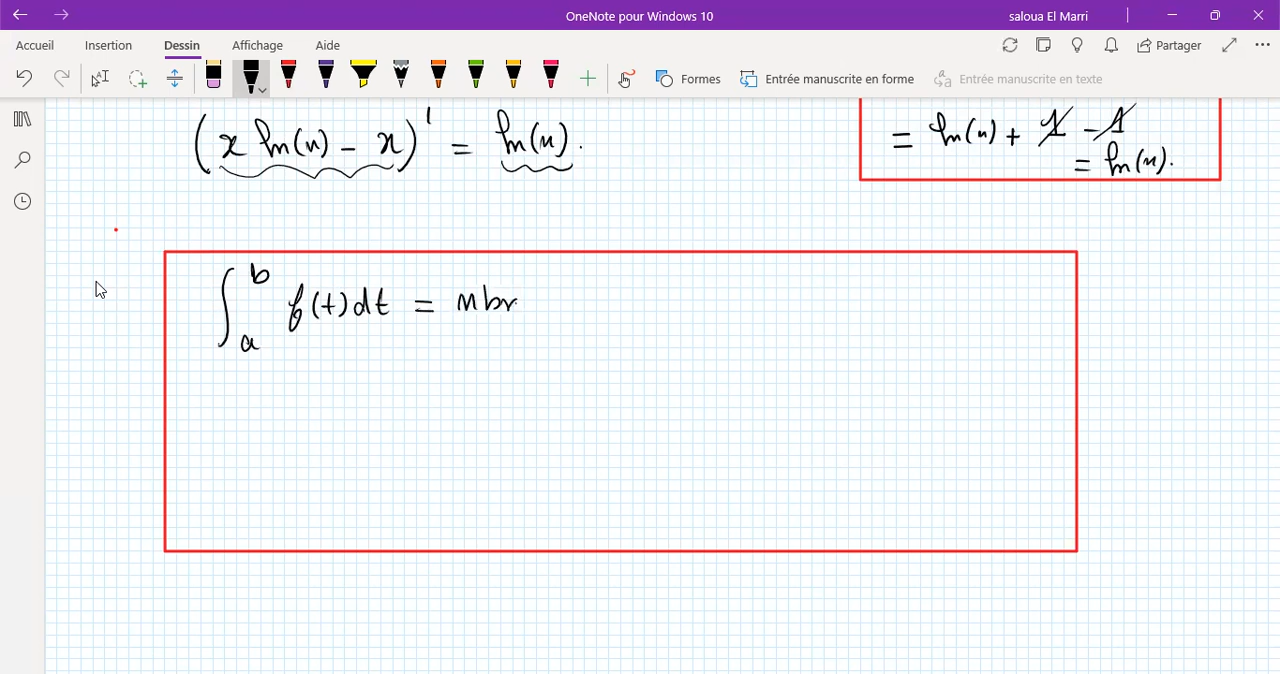 OneNote pour Windows 10
saloua El Marri
Accueil Insertion Dessin Affichage Aide Partager
Formes Entrée manuscrite en forme Entrée manuscrite en texte
(x ln(x) - x)' = ln(x).
= ln(x) + 1 - 1
= ln(x).
∫_a^b f(t)dt = nbr